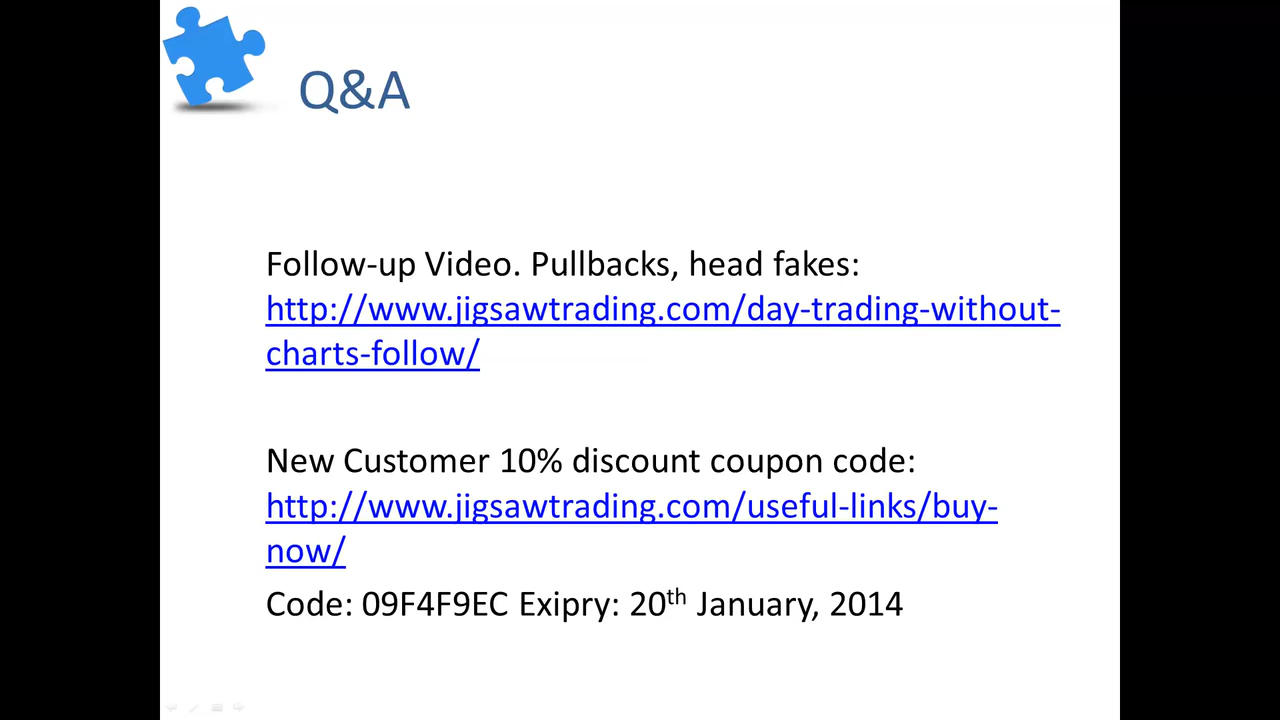 Q&A
Follow-up Video. Pullbacks, head fakes:
http://www.jigsawtrading.com/day-trading-without-
charts-follow/
New Customer 10% discount coupon code:
http://www.jigsawtrading.com/useful-links/buy-
now/
Code: 09F4F9EC Exipry: 20th January, 2014